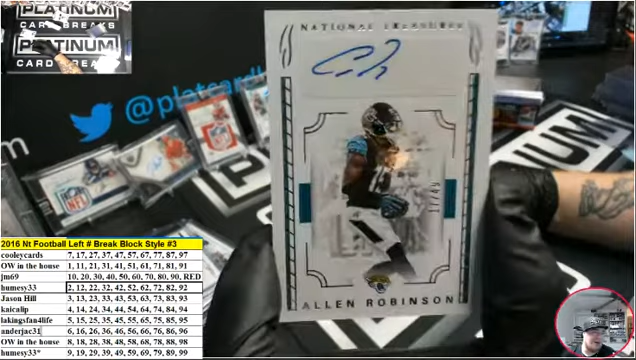 PLATINUM
CARD BREAKS
PLATINUM
CARD BREAKS
@platcardb
NATIONAL TREASURES
17/49
15
ALLEN ROBINSON
NFL
NFL
2016 Nt Football Left # Break Block Style #3
cooleycards 7, 17, 27, 37, 47, 57, 67, 77, 87, 97
OW in the house 1, 11, 21, 31, 41, 51, 61, 71, 81, 91
jm69 10, 20, 30, 40, 50, 60, 70, 80, 90, RED
humesy33 2, 12, 22, 32, 42, 52, 62, 72, 82, 92
Jason Hill 3, 13, 23, 33, 43, 53, 63, 73, 83, 93
kaicalip 4, 14, 24, 34, 44, 54, 64, 74, 84, 94
lakingsfan4life 5, 15, 25, 35, 45, 55, 65, 75, 85, 95
anderjac31 6, 16, 26, 36, 46, 56, 66, 76, 86, 96
OW in the house 8, 18, 28, 38, 48, 58, 68, 78, 88, 98
humesy33* 9, 19, 29, 39, 49, 59, 69, 79, 89, 99